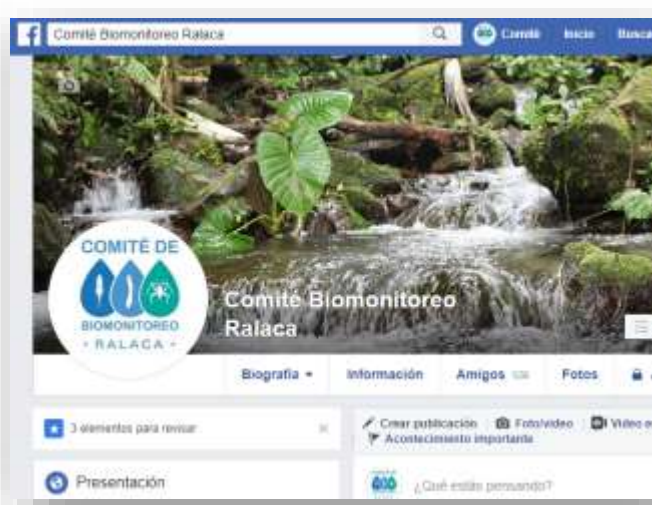 Comité Biomonitoreo Ralaca
Comité Inicio Busca
COMITÉ DE
BIOMONITOREO
• RALACA •
Comité Biomonitoreo
Ralaca
Biografía Información Amigos Fotos
3 elementos para revisar
Crear publicación Foto/video Video e
Acontecimiento importante
Presentación
¿Qué estás pensando?